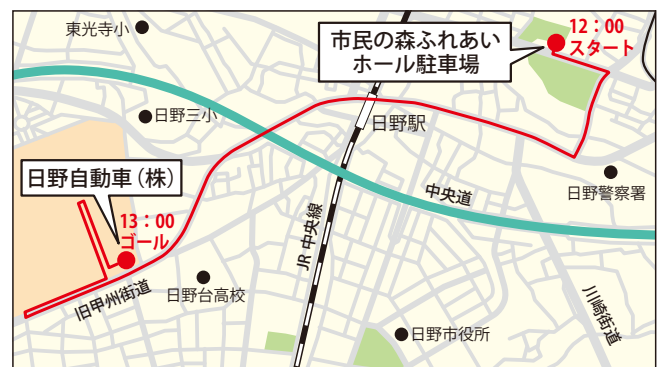 東光寺小
市民の森ふれあい
ホール駐車場
12：00
スタート
日野三小
日野駅
日野警察署
日野自動車（株）
中央道
13：00
ゴール
JR 中央線
旧甲州街道
日野台高校
川崎街道
日野市役所